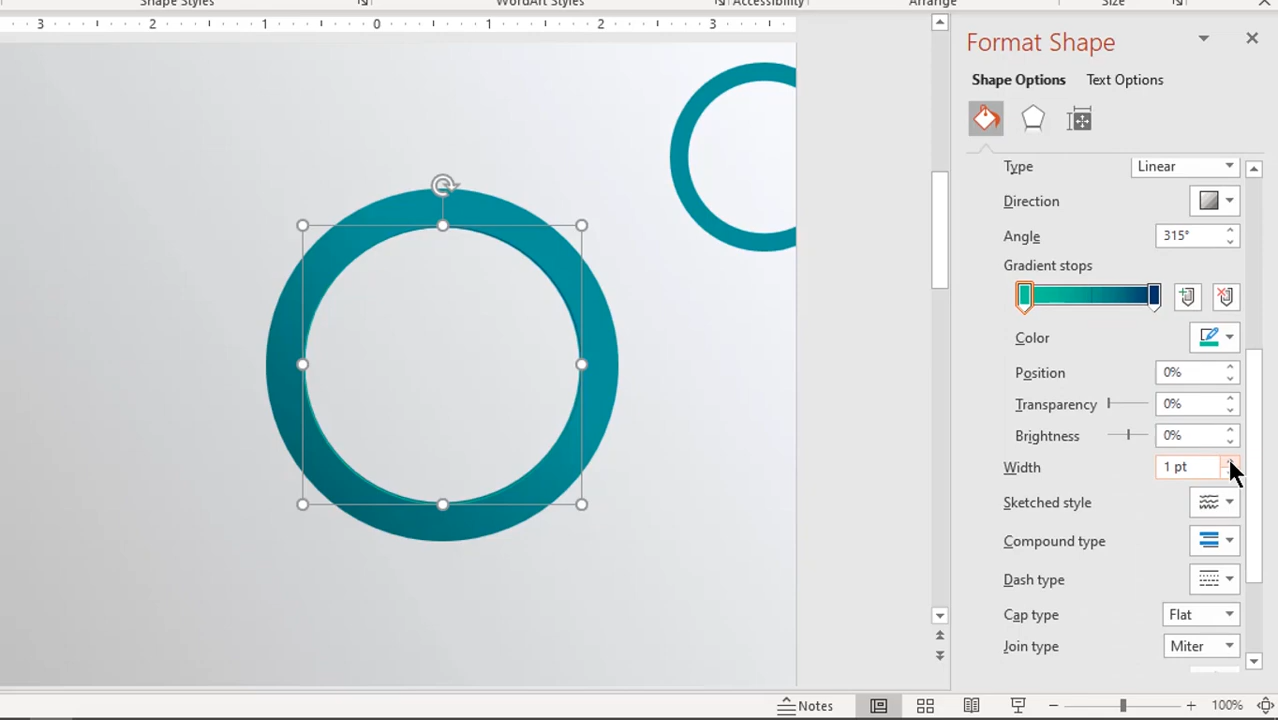 Shape Styles WordArt Styles Accessibility Arrange Size
3 2 1 0 1 2 3
Format Shape
Shape Options Text Options
Type Linear
Direction
Angle 315°
Gradient stops
Color
Position 0%
Transparency 0%
Brightness 0%
Width 1 pt
Sketched style
Compound type
Dash type
Cap type Flat
Join type Miter
Notes 100%